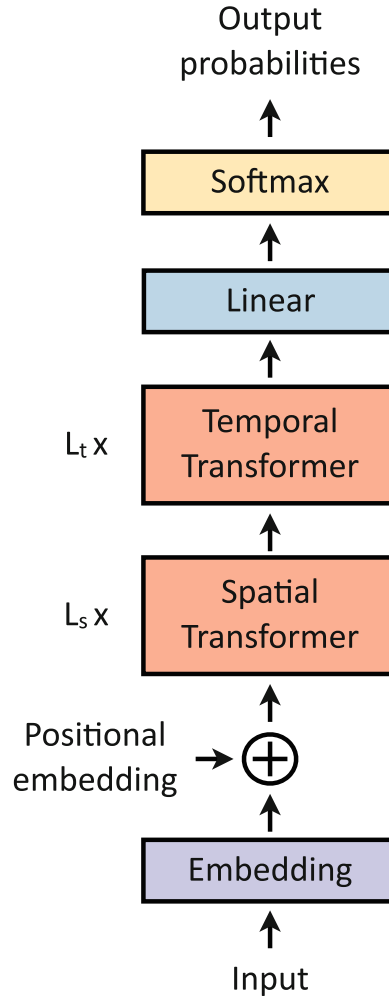 Output
probabilities
Softmax
Linear
Lₜ x
Temporal
Transformer
Lₛ x
Spatial
Transformer
Positional
embedding
Embedding
Input